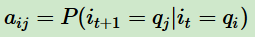 a_{ij} = P(i_{t+1} = q_j | i_t = q_i)